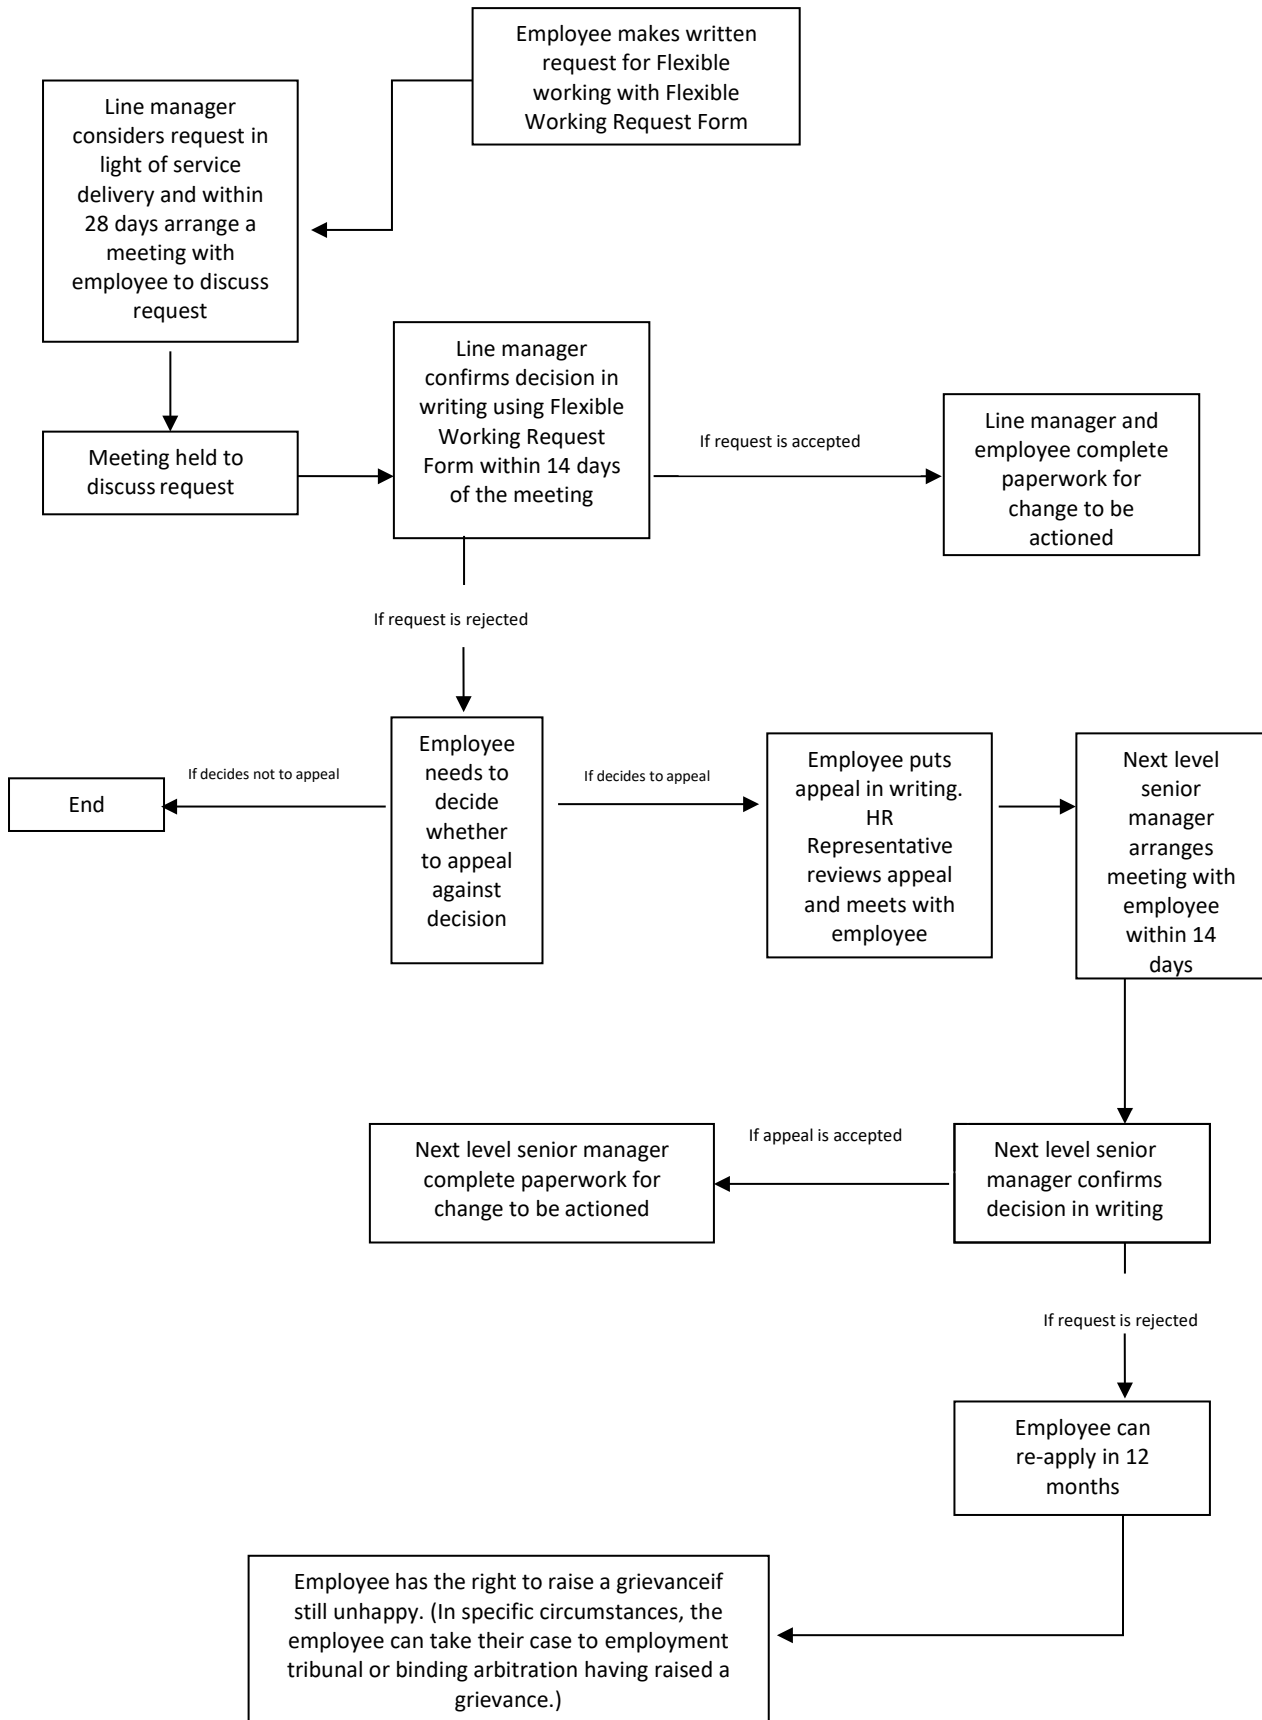 Employee makes written
request for Flexible
working with Flexible
Working Request Form
Line manager
considers request in
light of service
delivery and within
28 days arrange a
meeting with
employee to discuss
request
Meeting held to
discuss request
Line manager
confirms decision in
writing using Flexible
Working Request
Form within 14 days
of the meeting
If request is accepted
Line manager and
employee complete
paperwork for
change to be
actioned
If request is rejected
Employee
needs to
decide
whether
to appeal
against
decision
If decides not to appeal
End
If decides to appeal
Employee puts
appeal in writing.
HR
Representative
reviews appeal
and meets with
employee
Next level
senior
manager
arranges
meeting with
employee
within 14
days
Next level senior
manager confirms
decision in writing
If appeal is accepted
Next level senior manager
complete paperwork for
change to be actioned
If request is rejected
Employee can
re-apply in 12
months
Employee has the right to raise a grievanceif
still unhappy. (In specific circumstances, the
employee can take their case to employment
tribunal or binding arbitration having raised a
grievance.)